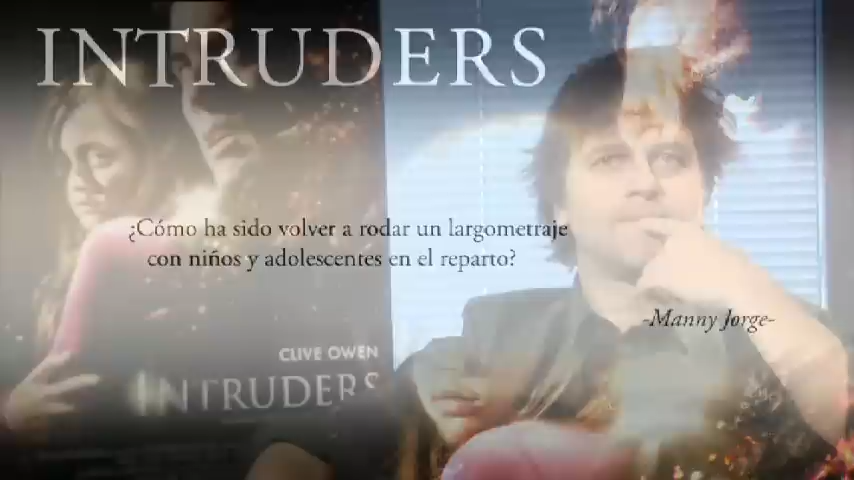 INTRUDERS
¿Cómo ha sido volver a rodar un largometraje
con niños y adolescentes en el reparto?
-Manny Jorge-
CLIVE OWEN
INTRUDERS